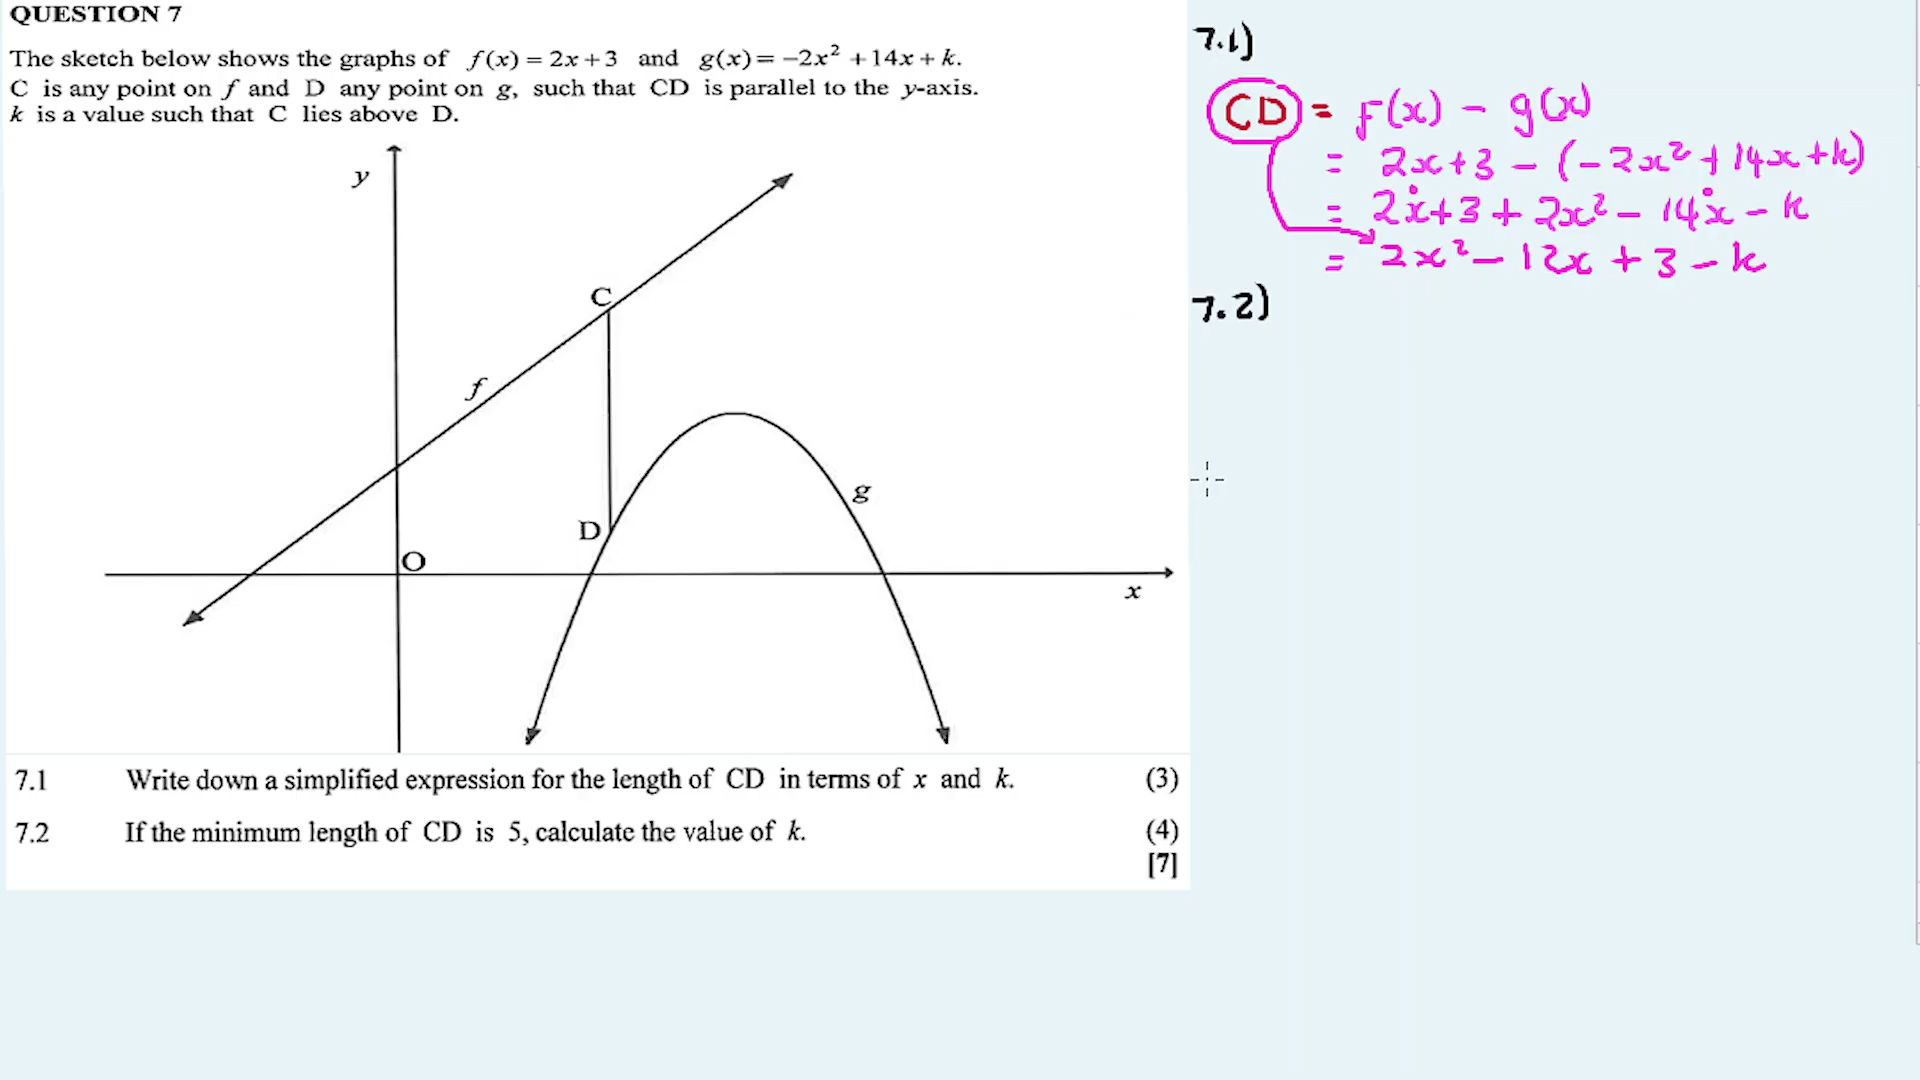 QUESTION 7
The sketch below shows the graphs of f(x) = 2x + 3 and g(x) = −2x² + 14x + k.
C is any point on f and D any point on g, such that CD is parallel to the y-axis.
k is a value such that C lies above D.
y
C
f
D
g
O
x
7.1 Write down a simplified expression for the length of CD in terms of x and k. (3)
7.2 If the minimum length of CD is 5, calculate the value of k. (4)
[7]
7.1)
CD = f(x) − g(x)
= 2x+3 − (−2x²+14x+k)
= 2x+3 + 2x² − 14x − k
= 2x² − 12x + 3 − k
7.2)